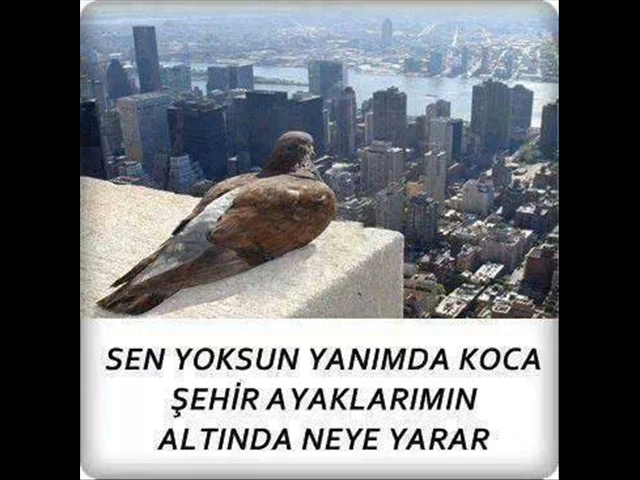 SEN YOKSUN YANIMDA KOCA
ŞEHİR AYAKLARIMIN
ALTINDA NEYE YARAR